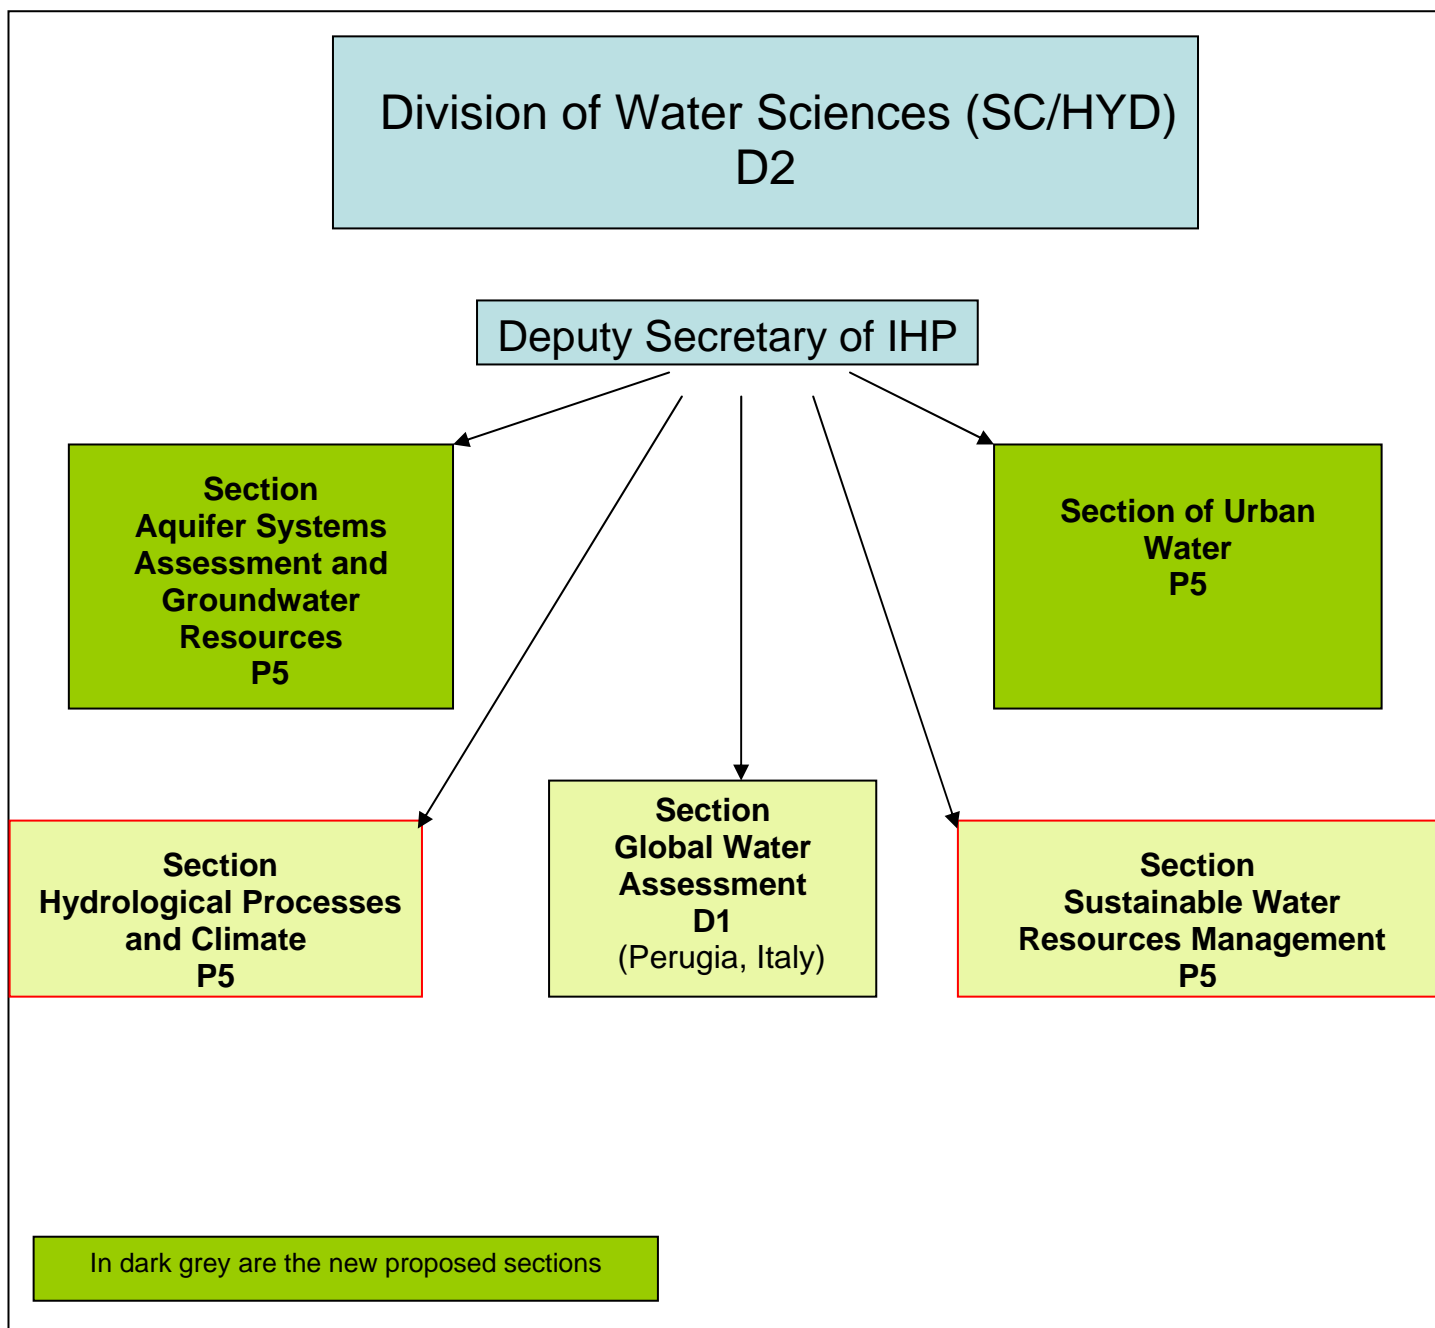 Division of Water Sciences (SC/HYD)
D2
Deputy Secretary of IHP
Section
Aquifer Systems
Assessment and
Groundwater
Resources
P5
Section of Urban
Water
P5
Section
Hydrological Processes
and Climate
P5
Section
Global Water
Assessment
D1
(Perugia, Italy)
Section
Sustainable Water
Resources Management
P5
In dark grey are the new proposed sections